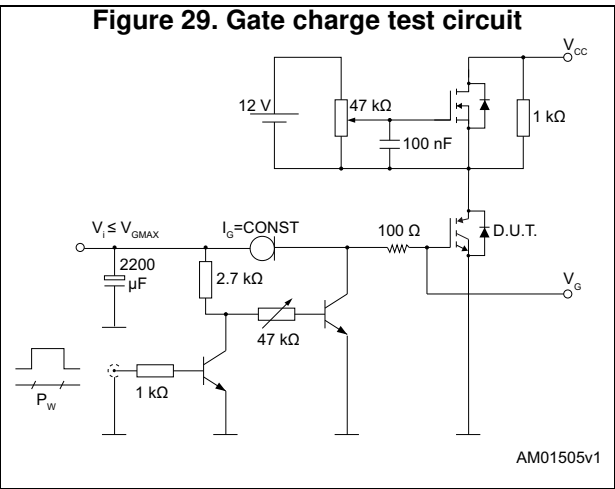 Figure 29. Gate charge test circuit
VCC
12 V
47 kΩ
1 kΩ
100 nF
Vi ≤ VGMAX
IG=CONST
100 Ω
D.U.T.
2200
μF
2.7 kΩ
VG
47 kΩ
1 kΩ
PW
AM01505v1